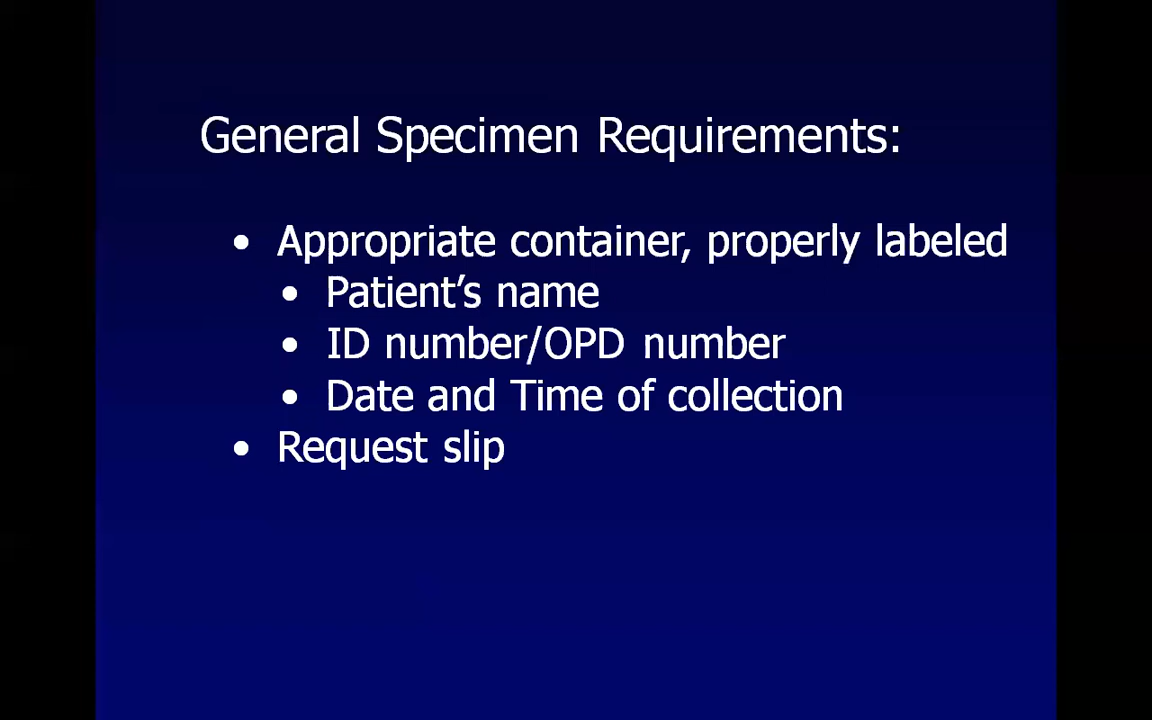 General Specimen Requirements:
• Appropriate container, properly labeled
• Patient’s name
• ID number/OPD number
• Date and Time of collection
• Request slip